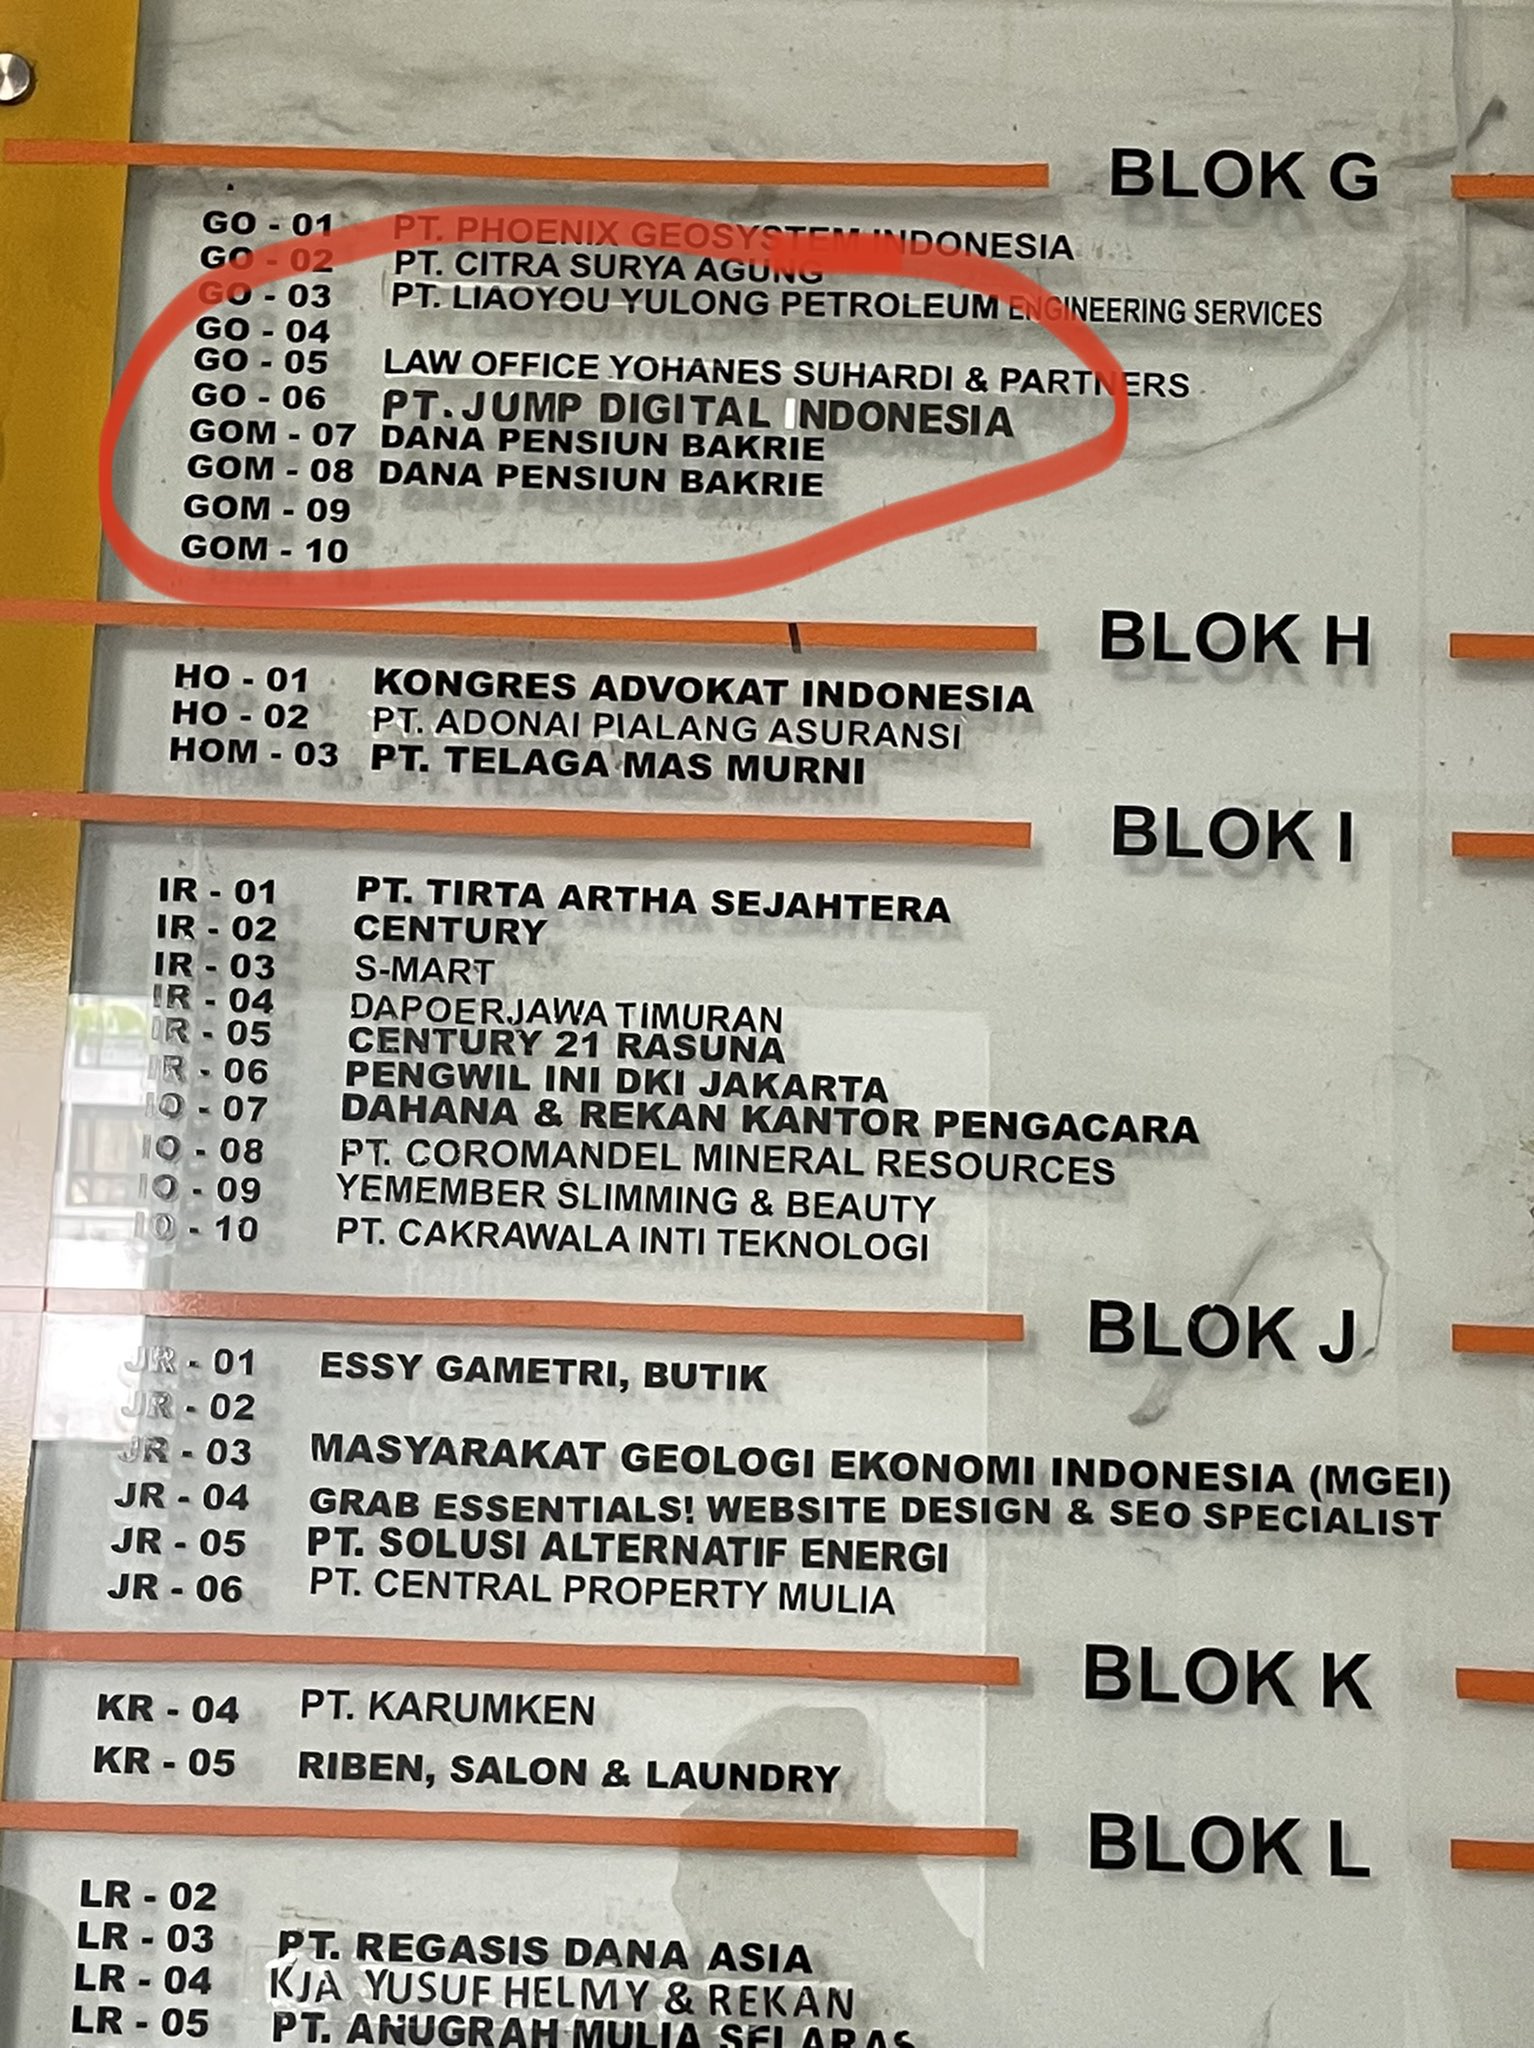 BLOK G
GO - 01 PT. PHOENIX GEOSYSTEM INDONESIA
GO - 02 PT. CITRA SURYA AGUNG
GO - 03 PT. LIAOYOU YULONG PETROLEUM ENGINEERING SERVICES
GO - 04
GO - 05 LAW OFFICE YOHANES SUHARDI & PARTNERS
GO - 06 PT. JUMP DIGITAL INDONESIA
GOM - 07 DANA PENSIUN BAKRIE
GOM - 08 DANA PENSIUN BAKRIE
GOM - 09
GOM - 10
BLOK H
HO - 01 KONGRES ADVOKAT INDONESIA
HO - 02 PT. ADONAI PIALANG ASURANSI
HOM - 03 PT. TELAGA MAS MURNI
BLOK I
IR - 01 PT. TIRTA ARTHA SEJAHTERA
IR - 02 CENTURY
IR - 03 S-MART
IR - 04 DAPOERJAWA TIMURAN
IR - 05 CENTURY 21 RASUNA
IR - 06 PENGWIL INI DKI JAKARTA
IO - 07 DAHANA & REKAN KANTOR PENGACARA
IO - 08 PT. COROMANDEL MINERAL RESOURCES
IO - 09 YEMEMBER SLIMMING & BEAUTY
IO - 10 PT. CAKRAWALA INTI TEKNOLOGI
BLOK J
JR - 01 ESSY GAMETRI, BUTIK
JR - 02
JR - 03 MASYARAKAT GEOLOGI EKONOMI INDONESIA (MGEI)
JR - 04 GRAB ESSENTIALS! WEBSITE DESIGN & SEO SPECIALIST
JR - 05 PT. SOLUSI ALTERNATIF ENERGI
JR - 06 PT. CENTRAL PROPERTY MULIA
BLOK K
KR - 04 PT. KARUMKEN
KR - 05 RIBEN, SALON & LAUNDRY
BLOK L
LR - 02
LR - 03 PT. REGASIS DANA ASIA
LR - 04 KJA YUSUF HELMY & REKAN
LR - 05 PT. ANUGRAH MULIA SELARAS